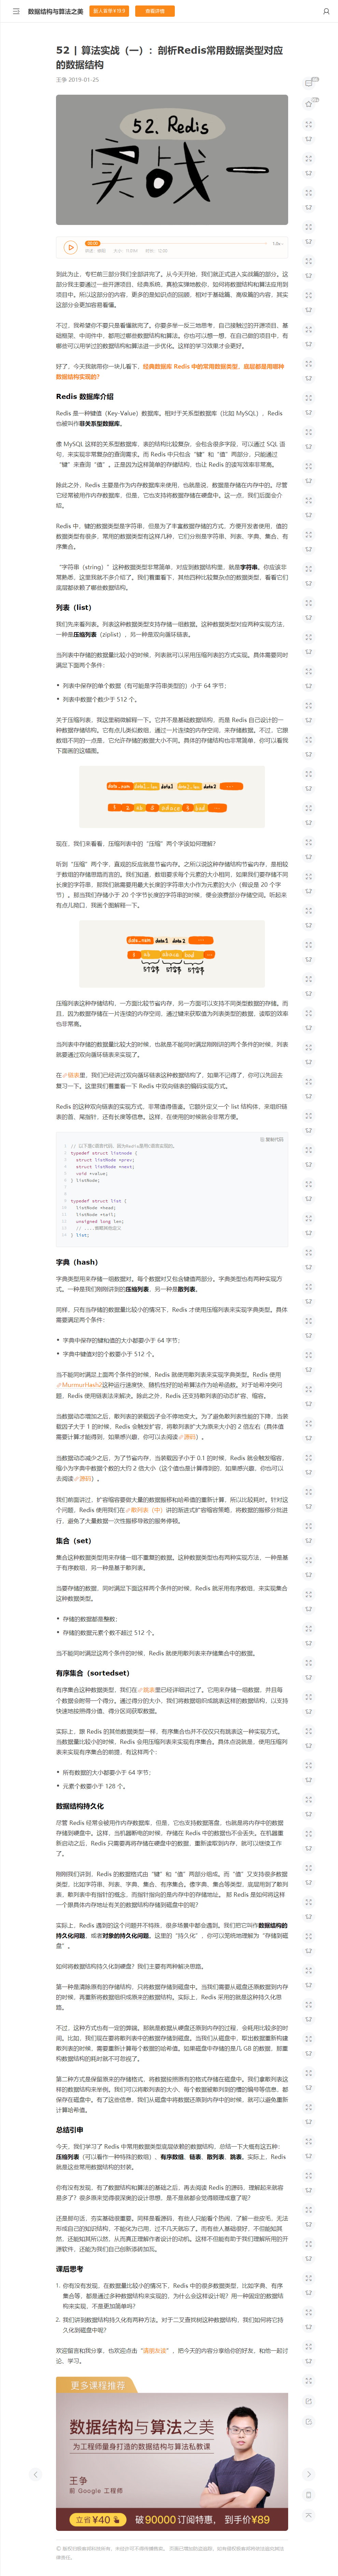 数据结构与算法之美
52 | 算法实战（一）：剖析Redis常用数据类型对应
的数据结构
王争 2019-01-25
52. Redis
实战一
到此为止，专栏前三部分我们全部讲完了。从今天开始，我们就正式进入实战篇的部分。这
部分我主要通过一些开源项目、经典系统，真枪实弹地教你，如何将数据结构和算法应用到
项目中。所以这部分的内容，更多的是知识点的回顾，相对于基础篇、高级篇的内容，其实
这部分会更加容易看懂。
不过，我希望你不要只是看懂就完了。你要多举一反三地思考，自己接触过的开源项目、基
础框架、中间件中，都用过哪些数据结构和算法。你也可以想一想，在自己做的项目中，有
哪些可以用学过的数据结构和算法进一步优化。这样的学习效果才会更好。
好了，今天我就带你一块儿看下，经典数据库 Redis 中的常用数据类型，底层都是用哪种
数据结构实现的？
Redis 数据库介绍
Redis 是一种键值（Key-Value）数据库。相对于关系型数据库（比如 MySQL），Redis
也被叫作非关系型数据库。
像 MySQL 这样的关系型数据库，表的结构比较复杂，会包含很多字段，可以通过 SQL 语
句，来实现非常复杂的查询需求。而 Redis 中只包含“键”和“值”两部分，只能通过
“键”来查询“值”。正是因为这样简单的存储结构，也让 Redis 的读写效率非常高。
除此之外，Redis 主要是作为内存数据库来使用，也就是说，数据是存储在内存中的。尽管
它经常被用作内存数据库，但是，它也支持将数据存储在硬盘中。这一点，我们后面会介
绍。
Redis 中，键的数据类型是字符串，但是为了丰富数据存储的方式，方便开发者使用，值的
数据类型有很多，常用的数据类型有这样几种，它们分别是字符串、列表、字典、集合、有
序集合。
“字符串（string）”这种数据类型非常简单，对应到数据结构里，就是字符串。你应该非
常熟悉，这里我就不多介绍了。我们着重看下，其他四种比较复杂点的数据类型，看看它们
底层都依赖了哪些数据结构。
列表（list）
我们先来看列表。列表这种数据类型支持存储一组数据。这种数据类型对应两种实现方法，
一种是压缩列表（ziplist），另一种是双向循环链表。
当列表中存储的数据量比较小的时候，列表就可以采用压缩列表的方式实现。具体需要同时
满足下面两个条件：
列表中保存的单个数据（有可能是字符串类型的）小于 64 字节；
列表中数据个数少于 512 个。
关于压缩列表，我这里稍微解释一下。它并不是基础数据结构，而是 Redis 自己设计的一
种数据存储结构。它有点儿类似数组，通过一片连续的内存空间，来存储数据。不过，它跟
数组不同的一点是，它允许存储的数据大小不同。具体的存储结构也非常简单，你可以看我
下面画的这幅图。
现在，我们来看看，压缩列表中的“压缩”两个字该如何理解？
听到“压缩”两个字，直观的反应就是节省内存。之所以说这种存储结构节省内存，是相较
于数组的存储思路而言的。我们知道，数组要求每个元素的大小相同，如果我们要存储不同
长度的字符串，那我们就需要用最大长度的字符串大小作为元素的大小（假设是 20 个字
节）。那当我们存储小于 20 个字节长度的字符串的时候，便会浪费部分存储空间。听起来
有点儿拗口，我画个图解释一下。
压缩列表这种存储结构，一方面比较节省内存，另一方面可以支持不同类型数据的存储。而
且，因为数据存储在一片连续的内存空间，通过键来获取值为列表类型的数据，读取的效率
也非常高。
当列表中存储的数据量比较大的时候，也就是不能同时满足刚刚讲的两个条件的时候，列表
就要通过双向循环链表来实现了。
在链表里，我们已经讲过双向循环链表这种数据结构了，如果不记得了，你可以先回去
复习一下。这里我们着重看一下 Redis 中双向链表的编码实现方式。
Redis 的这种双向链表的实现方式，非常值得借鉴。它额外定义一个 list 结构体，来组织链
表的首、尾指针，还有长度等信息。这样，在使用的时候就会非常方便。
复制代码
// 以下是C语言代码，因为Redis是用C语言实现的。
typedef struct listnode {
struct listNode *prev;
struct listNode *next;
void *value;
} listNode;
typedef struct list {
listNode *head;
listNode *tail;
unsigned long len;
// ....省略其他定义
} list;
字典（hash）
字典类型用来存储一组数据对。每个数据对又包含键值两部分。字典类型也有两种实现方
式。一种是我们刚刚讲到的压缩列表，另一种是散列表。
同样，只有当存储的数据量比较小的情况下，Redis 才使用压缩列表来实现字典类型。具体
需要满足两个条件：
字典中保存的键和值的大小都要小于 64 字节；
字典中键值对的个数要小于 512 个。
当不能同时满足上面两个条件的时候，Redis 就使用散列表来实现字典类型。Redis 使用
MurmurHash2这种运行速度快、随机性好的哈希算法作为哈希函数。对于哈希冲突问
题，Redis 使用链表法来解决。除此之外，Redis 还支持散列表的动态扩容、缩容。
当数据动态增加之后，散列表的装载因子会不停地变大。为了避免散列表性能的下降，当装
载因子大于 1 的时候，Redis 会触发扩容，将散列表扩大为原来大小的 2 倍左右（具体值
需要计算才能得到，如果感兴趣，你可以去阅读源码）。
当数据动态减少之后，为了节省内存，当装载因子小于 0.1 的时候，Redis 就会触发缩容，
缩小为字典中数据个数的大约 2 倍大小（这个值也是计算得到的，如果感兴趣，你也可以
去阅读源码）。
我们前面讲过，扩容缩容要做大量的数据搬移和哈希值的重新计算，所以比较耗时。针对这
个问题，Redis 使用我们在散列表（中）讲的渐进式扩容缩容策略，将数据的搬移分批进
行，避免了大量数据一次性搬移导致的服务停顿。
集合（set）
集合这种数据类型用来存储一组不重复的数据。这种数据类型也有两种实现方法，一种是基
于有序数组，另一种是基于散列表。
当要存储的数据，同时满足下面这样两个条件的时候，Redis 就采用有序数组，来实现集合
这种数据类型。
存储的数据都是整数；
存储的数据元素个数不超过 512 个。
当不能同时满足这两个条件的时候，Redis 就使用散列表来存储集合中的数据。
有序集合（sortedset）
有序集合这种数据类型，我们在跳表里已经详细讲过了。它用来存储一组数据，并且每
个数据会附带一个得分。通过得分的大小，我们将数据组织成跳表这样的数据结构，以支持
快速地按照得分值、得分区间获取数据。
实际上，跟 Redis 的其他数据类型一样，有序集合也并不仅仅只有跳表这一种实现方式。
当数据量比较小的时候，Redis 会用压缩列表来实现有序集合。具体点说就是，使用压缩列
表来实现有序集合的前提，有这样两个：
所有数据的大小都要小于 64 字节；
元素个数要小于 128 个。
数据结构持久化
尽管 Redis 经常会被用作内存数据库，但是，它也支持数据落盘，也就是将内存中的数据
存储到硬盘中。这样，当机器断电的时候，存储在 Redis 中的数据也不会丢失。在机器重
新启动之后，Redis 只需要再将存储在硬盘中的数据，重新读取到内存，就可以继续工作
了。
刚刚我们讲到，Redis 的数据格式由“键”和“值”两部分组成。而“值”又支持很多数据
类型，比如字符串、列表、字典、集合、有序集合。像字典、集合等类型，底层用到了散列
表，散列表中有指针的概念，而指针指向的是内存中的存储地址。 那 Redis 是如何将这样
一个跟具体内存地址有关的数据结构存储到磁盘中的呢？
实际上，Redis 遇到的这个问题并不特殊，很多场景中都会遇到。我们把它叫作数据结构的
持久化问题，或者对象的持久化问题。这里的“持久化”，你可以笼统地理解为“存储到磁
盘”。
如何将数据结构持久化到硬盘？我们主要有两种解决思路。
第一种是清除原有的存储结构，只将数据存储到磁盘中。当我们需要从磁盘还原数据到内存
的时候，再重新将数据组织成原来的数据结构。实际上，Redis 采用的就是这种持久化思
路。
不过，这种方式也有一定的弊端。那就是数据从硬盘还原到内存的过程，会耗用比较多的时
间。比如，我们现在要将散列表中的数据存储到磁盘。当我们从磁盘中，取出数据重新构建
散列表的时候，需要重新计算每个数据的哈希值。如果磁盘中存储的是几 GB 的数据，那重
构数据结构的耗时就不可忽视了。
第二种方式是保留原来的存储格式，将数据按照原有的格式存储在磁盘中。我们拿散列表这
样的数据结构来举例。我们可以将散列表的大小、每个数据被散列到的槽的编号等信息，都
保存在磁盘中。有了这些信息，我们从磁盘中将数据还原到内存中的时候，就可以避免重新
计算哈希值。
总结引申
今天，我们学习了 Redis 中常用数据类型底层依赖的数据结构，总结一下大概有这五种：
压缩列表（可以看作一种特殊的数组）、有序数组、链表、散列表、跳表。实际上，Redis
就是这些常用数据结构的封装。
你有没有发现，有了数据结构和算法的基础之后，再去阅读 Redis 的源码，理解起来就容
易多了？很多原来觉得很深奥的设计思想，是不是就都会觉得顺理成章了呢？
还是那句话，夯实基础很重要。同样是看源码，有些人只能看个热闹，了解一些皮毛，无法
形成自己的知识结构，不能化为己用，过不几天就忘了。而有些人基础很好，不但能知其
然，还能知其所以然，从而真正理解作者设计的动机。这样不但能有助于我们理解所用的开
源软件，还能为我们自己创新添砖加瓦。
课后思考
1. 你有没有发现，在数据量比较小的情况下，Redis 中的很多数据类型，比如字典、有序
集合等，都是通过多种数据结构来实现的，为什么会这样设计呢？用一种固定的数据结
构来实现，不是更加简单吗？
2. 我们讲到数据结构持久化有两种方法。对于二叉查找树这种数据结构，我们如何将它持
久化到磁盘中呢？
欢迎留言和我分享，也欢迎点击“请朋友读”，把今天的内容分享给你的好友，和他一起讨
论、学习。
更多课程推荐
数据结构与算法之美
为工程师量身打造的数据结构与算法私教课
王争
前 Google 工程师
立省¥40
破90000订阅特惠，到手价¥89